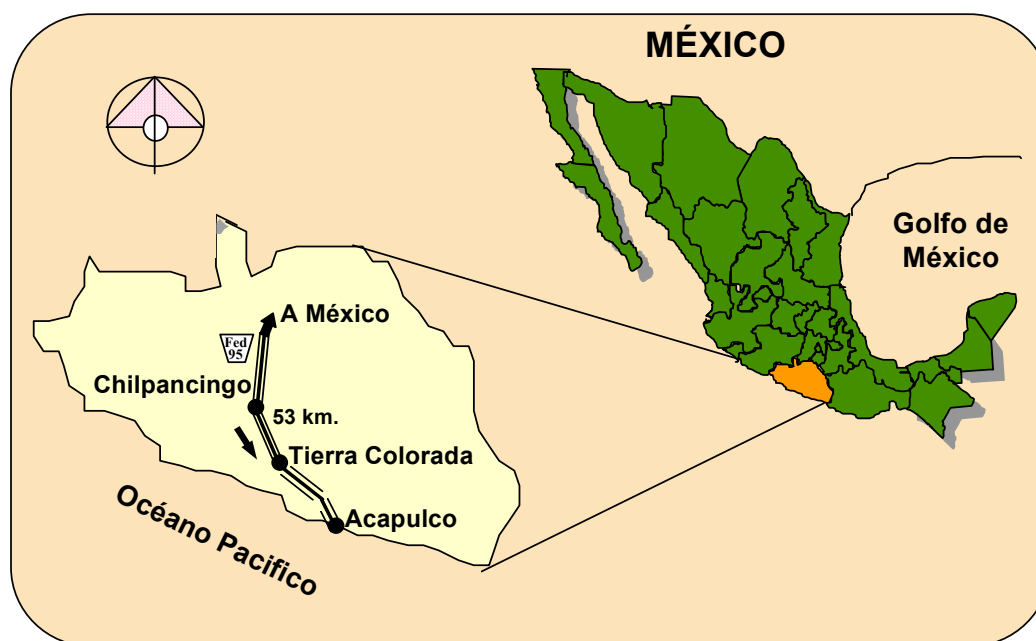 MÉXICO
Golfo de
México
A México
Fed
95
Chilpancingo
53 km.
Tierra Colorada
Acapulco
Océano Pacifico